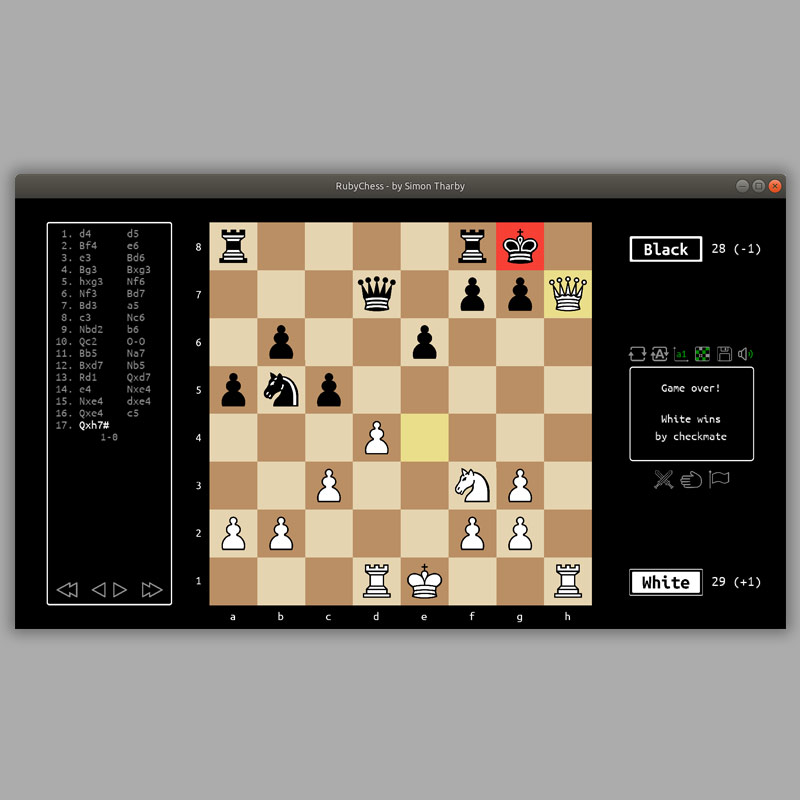 RubyChess - by Simon Tharby
1. d4 d5
2. Bf4 e6
3. e3 Bd6
4. Bg3 Bxg3
5. hxg3 Nf6
6. Nf3 Bd7
7. Bd3 a5
8. c3 Nc6
9. Nbd2 b6
10. Qc2 O-O
11. Bb5 Na7
12. Bxd7 Nb5
13. Rd1 Qxd7
14. e4 Nxe4
15. Nxe4 dxe4
16. Qxe4 c5
17. Qxh7#
1-0
8
7
6
5
4
3
2
1
a b c d e f g h
Black 28 (-1)
A a1
Game over!
White wins
by checkmate
White 29 (+1)